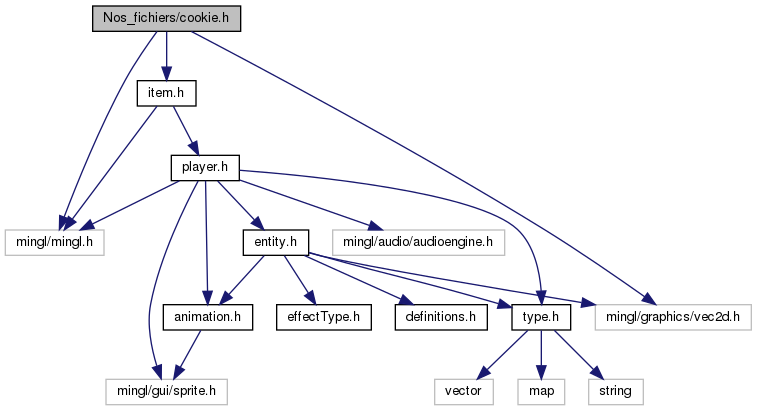 Nos_fichiers/cookie.h
item.h
player.h
mingl/mingl.h
entity.h
mingl/audio/audioengine.h
animation.h
effectType.h
definitions.h
type.h
mingl/graphics/vec2d.h
mingl/gui/sprite.h
vector
map
string